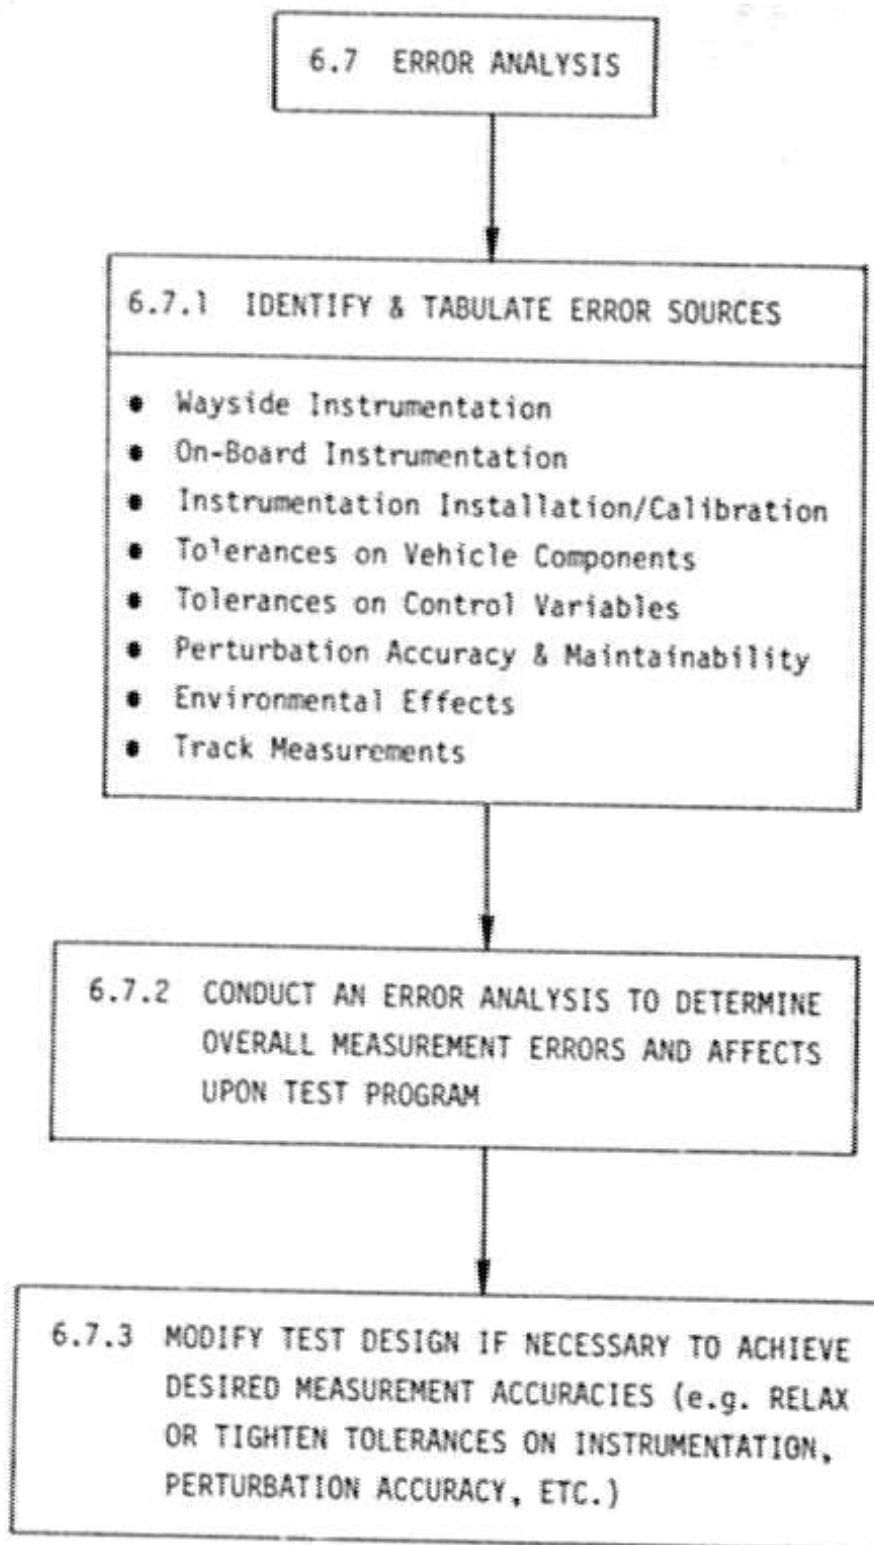 6.7 ERROR ANALYSIS
6.7.1 IDENTIFY & TABULATE ERROR SOURCES
• Wayside Instrumentation
• On-Board Instrumentation
• Instrumentation Installation/Calibration
• Tolerances on Vehicle Components
• Tolerances on Control Variables
• Perturbation Accuracy & Maintainability
• Environmental Effects
• Track Measurements
6.7.2 CONDUCT AN ERROR ANALYSIS TO DETERMINE
OVERALL MEASUREMENT ERRORS AND AFFECTS
UPON TEST PROGRAM
6.7.3 MODIFY TEST DESIGN IF NECESSARY TO ACHIEVE
DESIRED MEASUREMENT ACCURACIES (e.g. RELAX
OR TIGHTEN TOLERANCES ON INSTRUMENTATION,
PERTURBATION ACCURACY, ETC.)